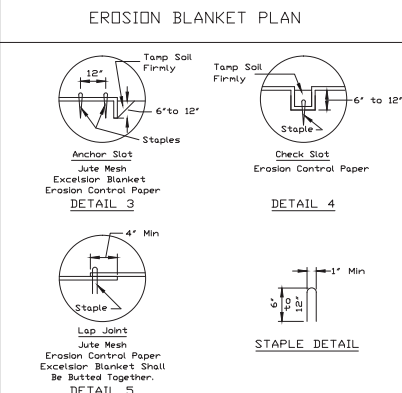 EROSION BLANKET PLAN
12"
Tamp Soil
Firmly
6"to 12"
Staples
Anchor Slot
Jute Mesh
Excelsior Blanket
Erosion Control Paper
DETAIL 3
Tamp Soil
Firmly
6" to 12"
Staple
Check Slot
Erosion Control Paper
DETAIL 4
4" Min
Staple
Lap Joint
Jute Mesh
Erosion Control Paper
Excelsior Blanket Shall
Be Butted Together.
DETAIL 5
1" Min
6"
to
12"
STAPLE DETAIL